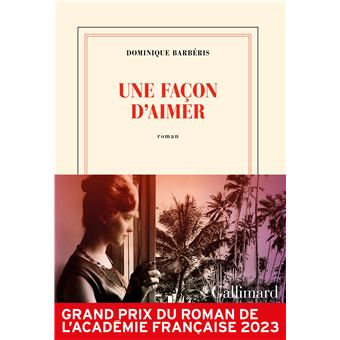 DOMINIQUE BARBÉRIS
UNE FAÇON
D'AIMER
roman
Gallimard
GRAND PRIX DU ROMAN DE
L'ACADÉMIE FRANÇAISE 2023